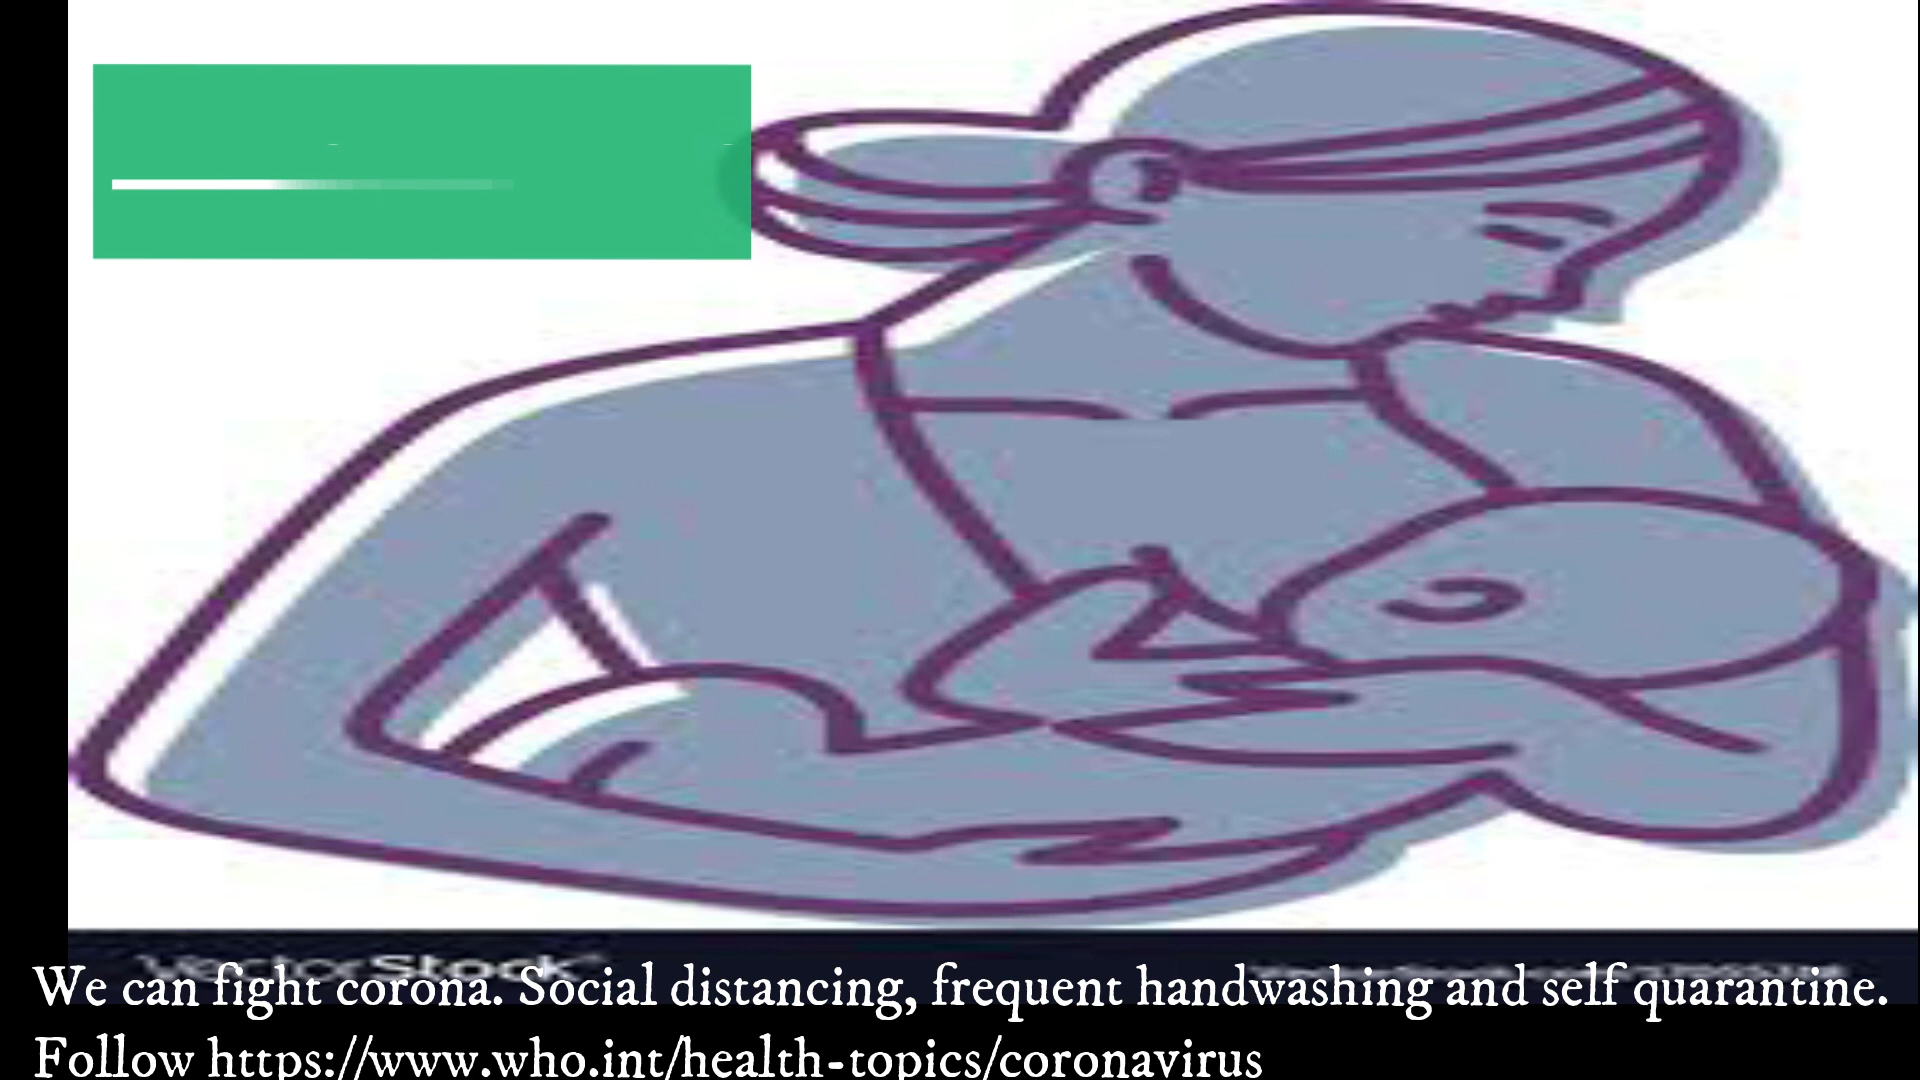 VectorStock
We can fight corona. Social distancing, frequent handwashing and self quarantine.
Follow https://www.who.int/health-topics/coronavirus